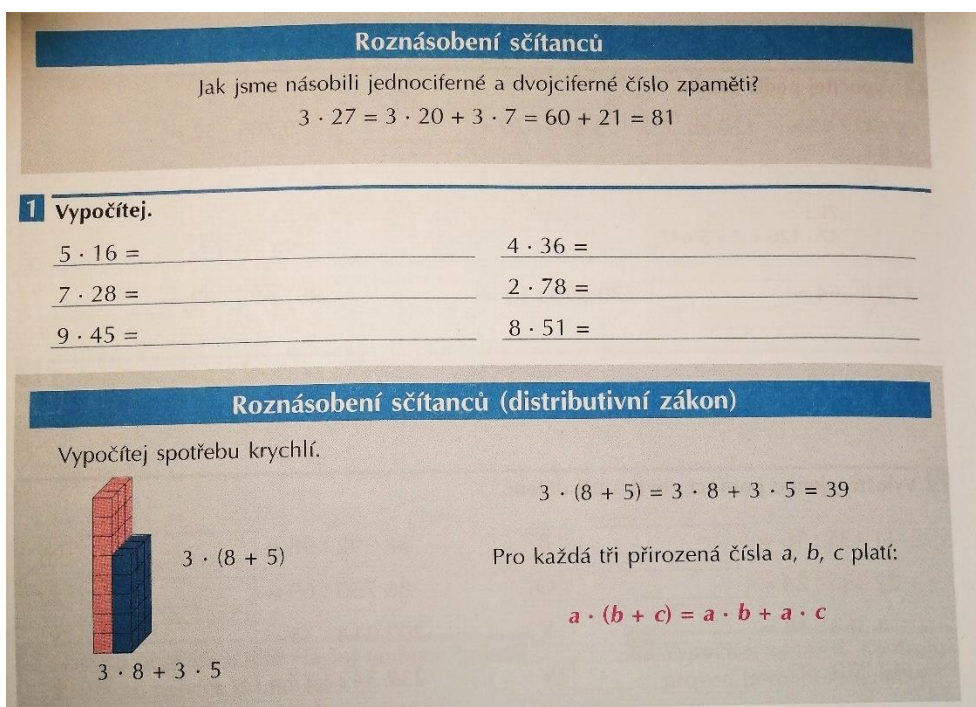 Roznásobení sčítanců
Jak jsme násobili jednociferné a dvojciferné číslo zpaměti?
3 · 27 = 3 · 20 + 3 · 7 = 60 + 21 = 81
1 Vypočítej.
5 · 16 =
4 · 36 =
7 · 28 =
2 · 78 =
9 · 45 =
8 · 51 =
Roznásobení sčítanců (distributivní zákon)
Vypočítej spotřebu krychlí.
3 · (8 + 5) = 3 · 8 + 3 · 5 = 39
3 · (8 + 5)
Pro každá tři přirozená čísla a, b, c platí:
a · (b + c) = a · b + a · c
3 · 8 + 3 · 5